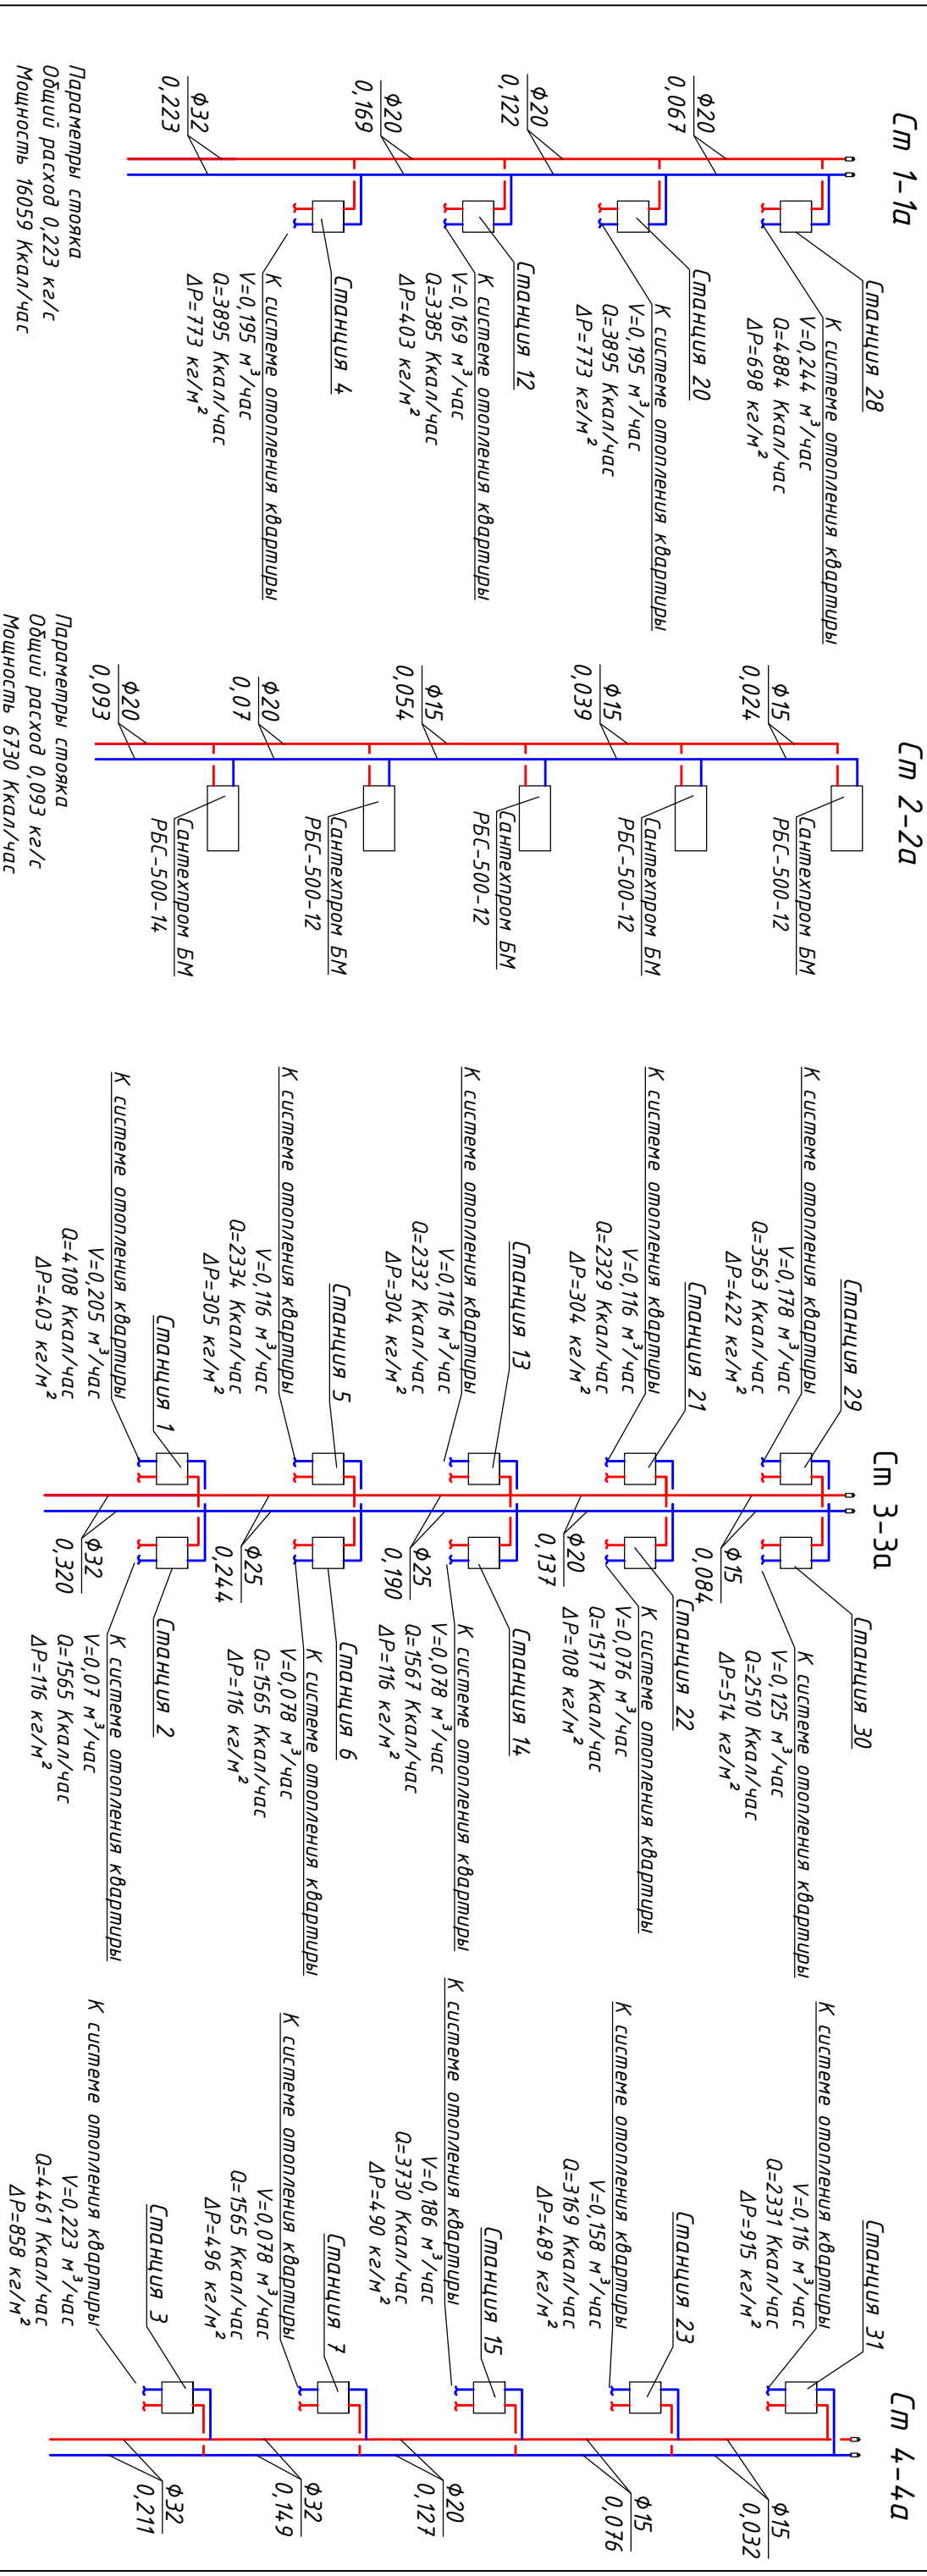 Ст 1-1а
Станция 28
К системе отопления квартиры
V=0,244 м³/час
Q=4884 Ккал/час
ΔP=698 кг/м²
ϕ20
0,067
Станция 20
К системе отопления квартиры
V=0,195 м³/час
Q=3895 Ккал/час
ΔP=773 кг/м²
ϕ20
0,122
Станция 12
К системе отопления квартиры
V=0,169 м³/час
Q=3385 Ккал/час
ΔP=403 кг/м²
ϕ20
0,169
Станция 4
К системе отопления квартиры
V=0,195 м³/час
Q=3895 Ккал/час
ΔP=773 кг/м²
ϕ32
0,223
Параметры стояка
Общий расход 0,223 кг/с
Мощность 16059 Ккал/час
Ст 2-2а
ϕ15
0,024
Сантехпром БМ
РБС-500-12
ϕ15
0,039
Сантехпром БМ
РБС-500-12
ϕ15
0,054
Сантехпром БМ
РБС-500-12
ϕ20
0,07
Сантехпром БМ
РБС-500-12
ϕ20
0,093
Сантехпром БМ
РБС-500-14
Параметры стояка
Общий расход 0,093 кг/с
Мощность 6730 Ккал/час
Ст 3-3а
Станция 29
К системе отопления квартиры
V=0,178 м³/час
Q=3563 Ккал/час
ΔP=422 кг/м²
Станция 30
К системе отопления квартиры
V=0,125 м³/час
Q=2510 Ккал/час
ΔP=514 кг/м²
ϕ15
0,084
Станция 21
К системе отопления квартиры
V=0,116 м³/час
Q=2329 Ккал/час
ΔP=304 кг/м²
Станция 22
К системе отопления квартиры
V=0,076 м³/час
Q=1517 Ккал/час
ΔP=108 кг/м²
ϕ20
0,137
Станция 13
К системе отопления квартиры
V=0,116 м³/час
Q=2332 Ккал/час
ΔP=304 кг/м²
Станция 14
К системе отопления квартиры
V=0,078 м³/час
Q=1567 Ккал/час
ΔP=116 кг/м²
ϕ25
0,190
Станция 5
К системе отопления квартиры
V=0,116 м³/час
Q=2334 Ккал/час
ΔP=305 кг/м²
Станция 6
К системе отопления квартиры
V=0,078 м³/час
Q=1565 Ккал/час
ΔP=116 кг/м²
ϕ25
0,244
Станция 1
К системе отопления квартиры
V=0,205 м³/час
Q=4108 Ккал/час
ΔP=403 кг/м²
Станция 2
К системе отопления квартиры
V=0,07 м³/час
Q=1565 Ккал/час
ΔP=116 кг/м²
ϕ32
0,320
Ст 4-4а
Станция 31
К системе отопления квартиры
V=0,116 м³/час
Q=2331 Ккал/час
ΔP=915 кг/м²
ϕ15
0,032
Станция 23
К системе отопления квартиры
V=0,158 м³/час
Q=3169 Ккал/час
ΔP=489 кг/м²
ϕ15
0,076
Станция 15
К системе отопления квартиры
V=0,186 м³/час
Q=3730 Ккал/час
ΔP=490 кг/м²
ϕ20
0,127
Станция 7
К системе отопления квартиры
V=0,078 м³/час
Q=1565 Ккал/час
ΔP=496 кг/м²
ϕ32
0,149
Станция 3
К системе отопления квартиры
V=0,223 м³/час
Q=4461 Ккал/час
ΔP=858 кг/м²
ϕ32
0,211